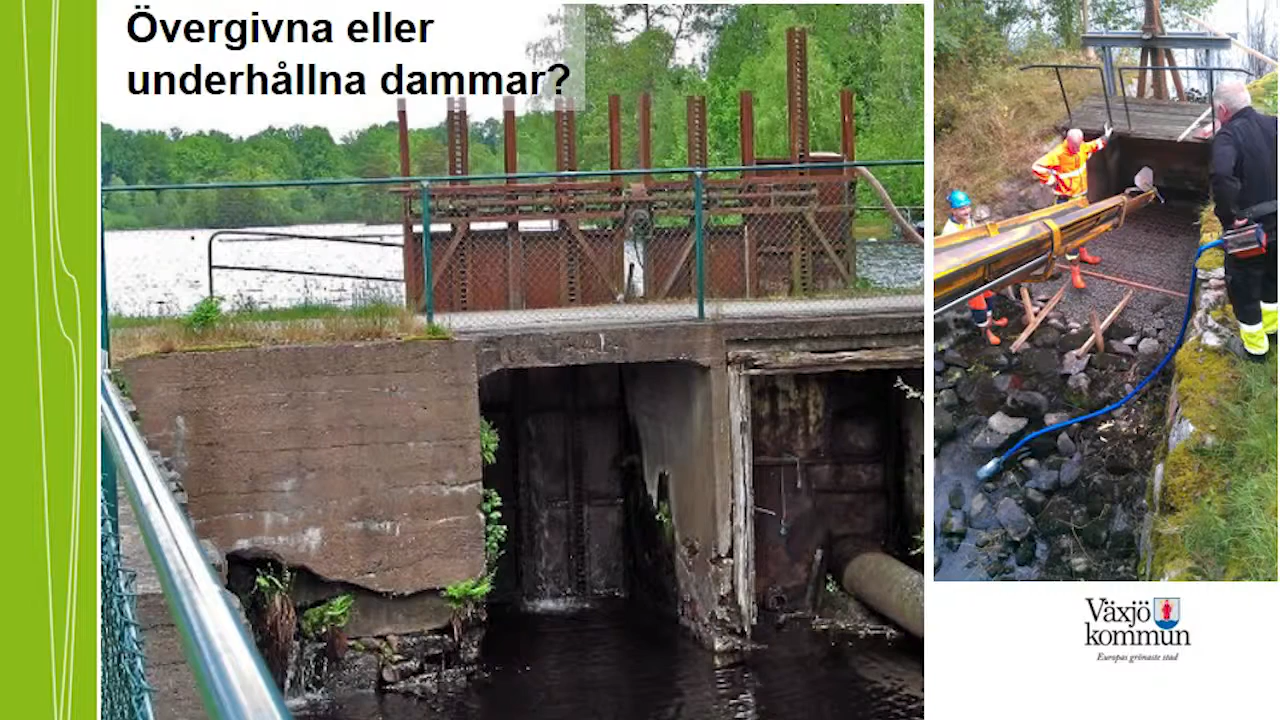 Övergivna eller
underhållna dammar?
Växjö
kommun
Europas grönaste stad